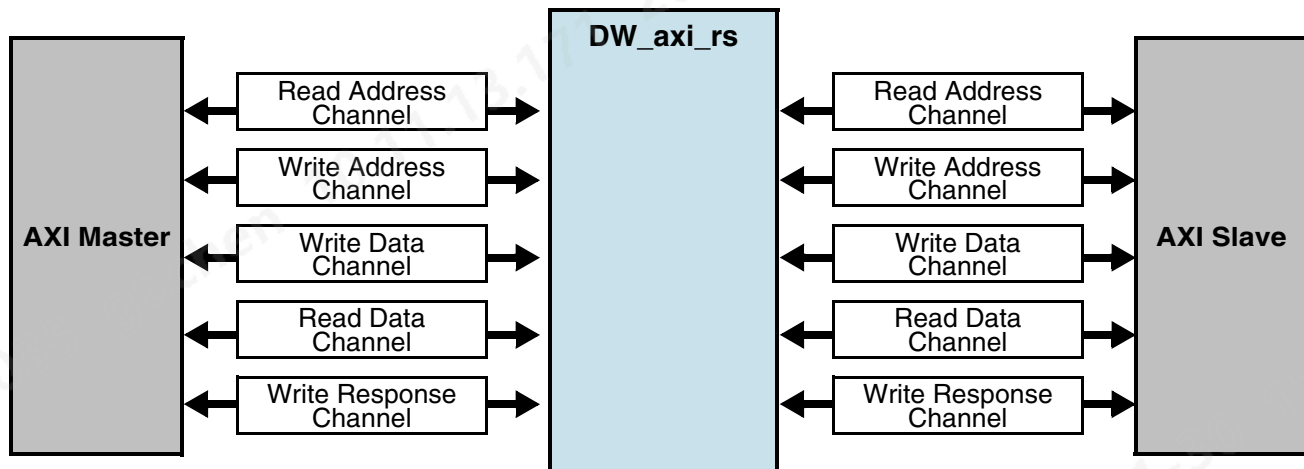 DW_axi_rs
Read Address
Channel
Read Address
Channel
Write Address
Channel
Write Address
Channel
AXI Master
Write Data
Channel
Write Data
Channel
AXI Slave
Read Data
Channel
Read Data
Channel
Write Response
Channel
Write Response
Channel